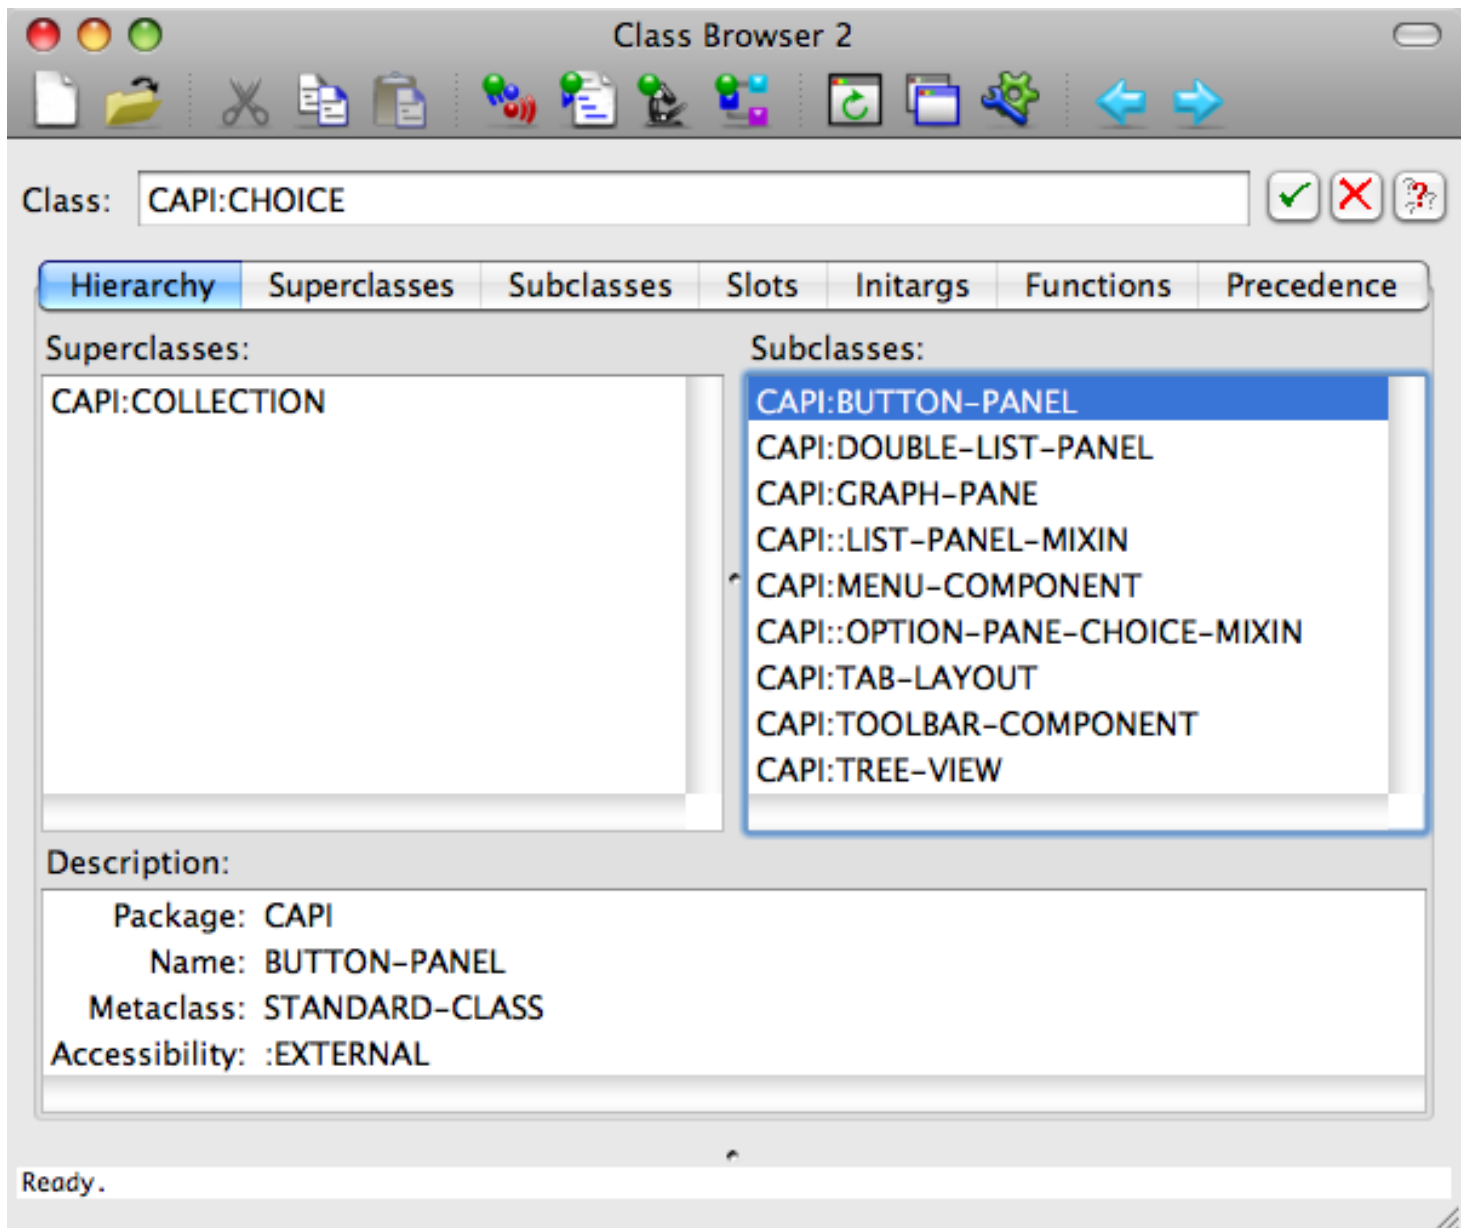 Class Browser 2
Class: CAPI:CHOICE
Hierarchy Superclasses Subclasses Slots Initargs Functions Precedence
Superclasses:
CAPI:COLLECTION
Subclasses:
CAPI:BUTTON-PANEL
CAPI:DOUBLE-LIST-PANEL
CAPI:GRAPH-PANE
CAPI::LIST-PANEL-MIXIN
CAPI:MENU-COMPONENT
CAPI::OPTION-PANE-CHOICE-MIXIN
CAPI:TAB-LAYOUT
CAPI:TOOLBAR-COMPONENT
CAPI:TREE-VIEW
Description:
Package: CAPI
Name: BUTTON-PANEL
Metaclass: STANDARD-CLASS
Accessibility: :EXTERNAL
Ready.